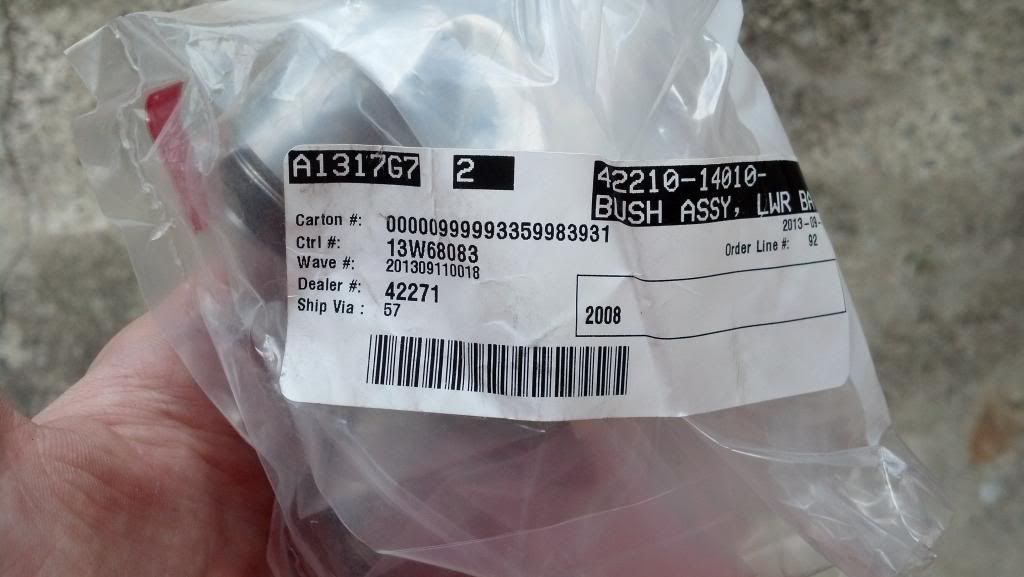 A1317G7 2 42210-14010-
BUSH ASSY, LWR
2013-09-
Order Line #: 92
Carton #: 00000999993359983931
Ctrl #: 13W68083
Wave #: 201309110018
Dealer #: 42271
Ship Via : 57
2008